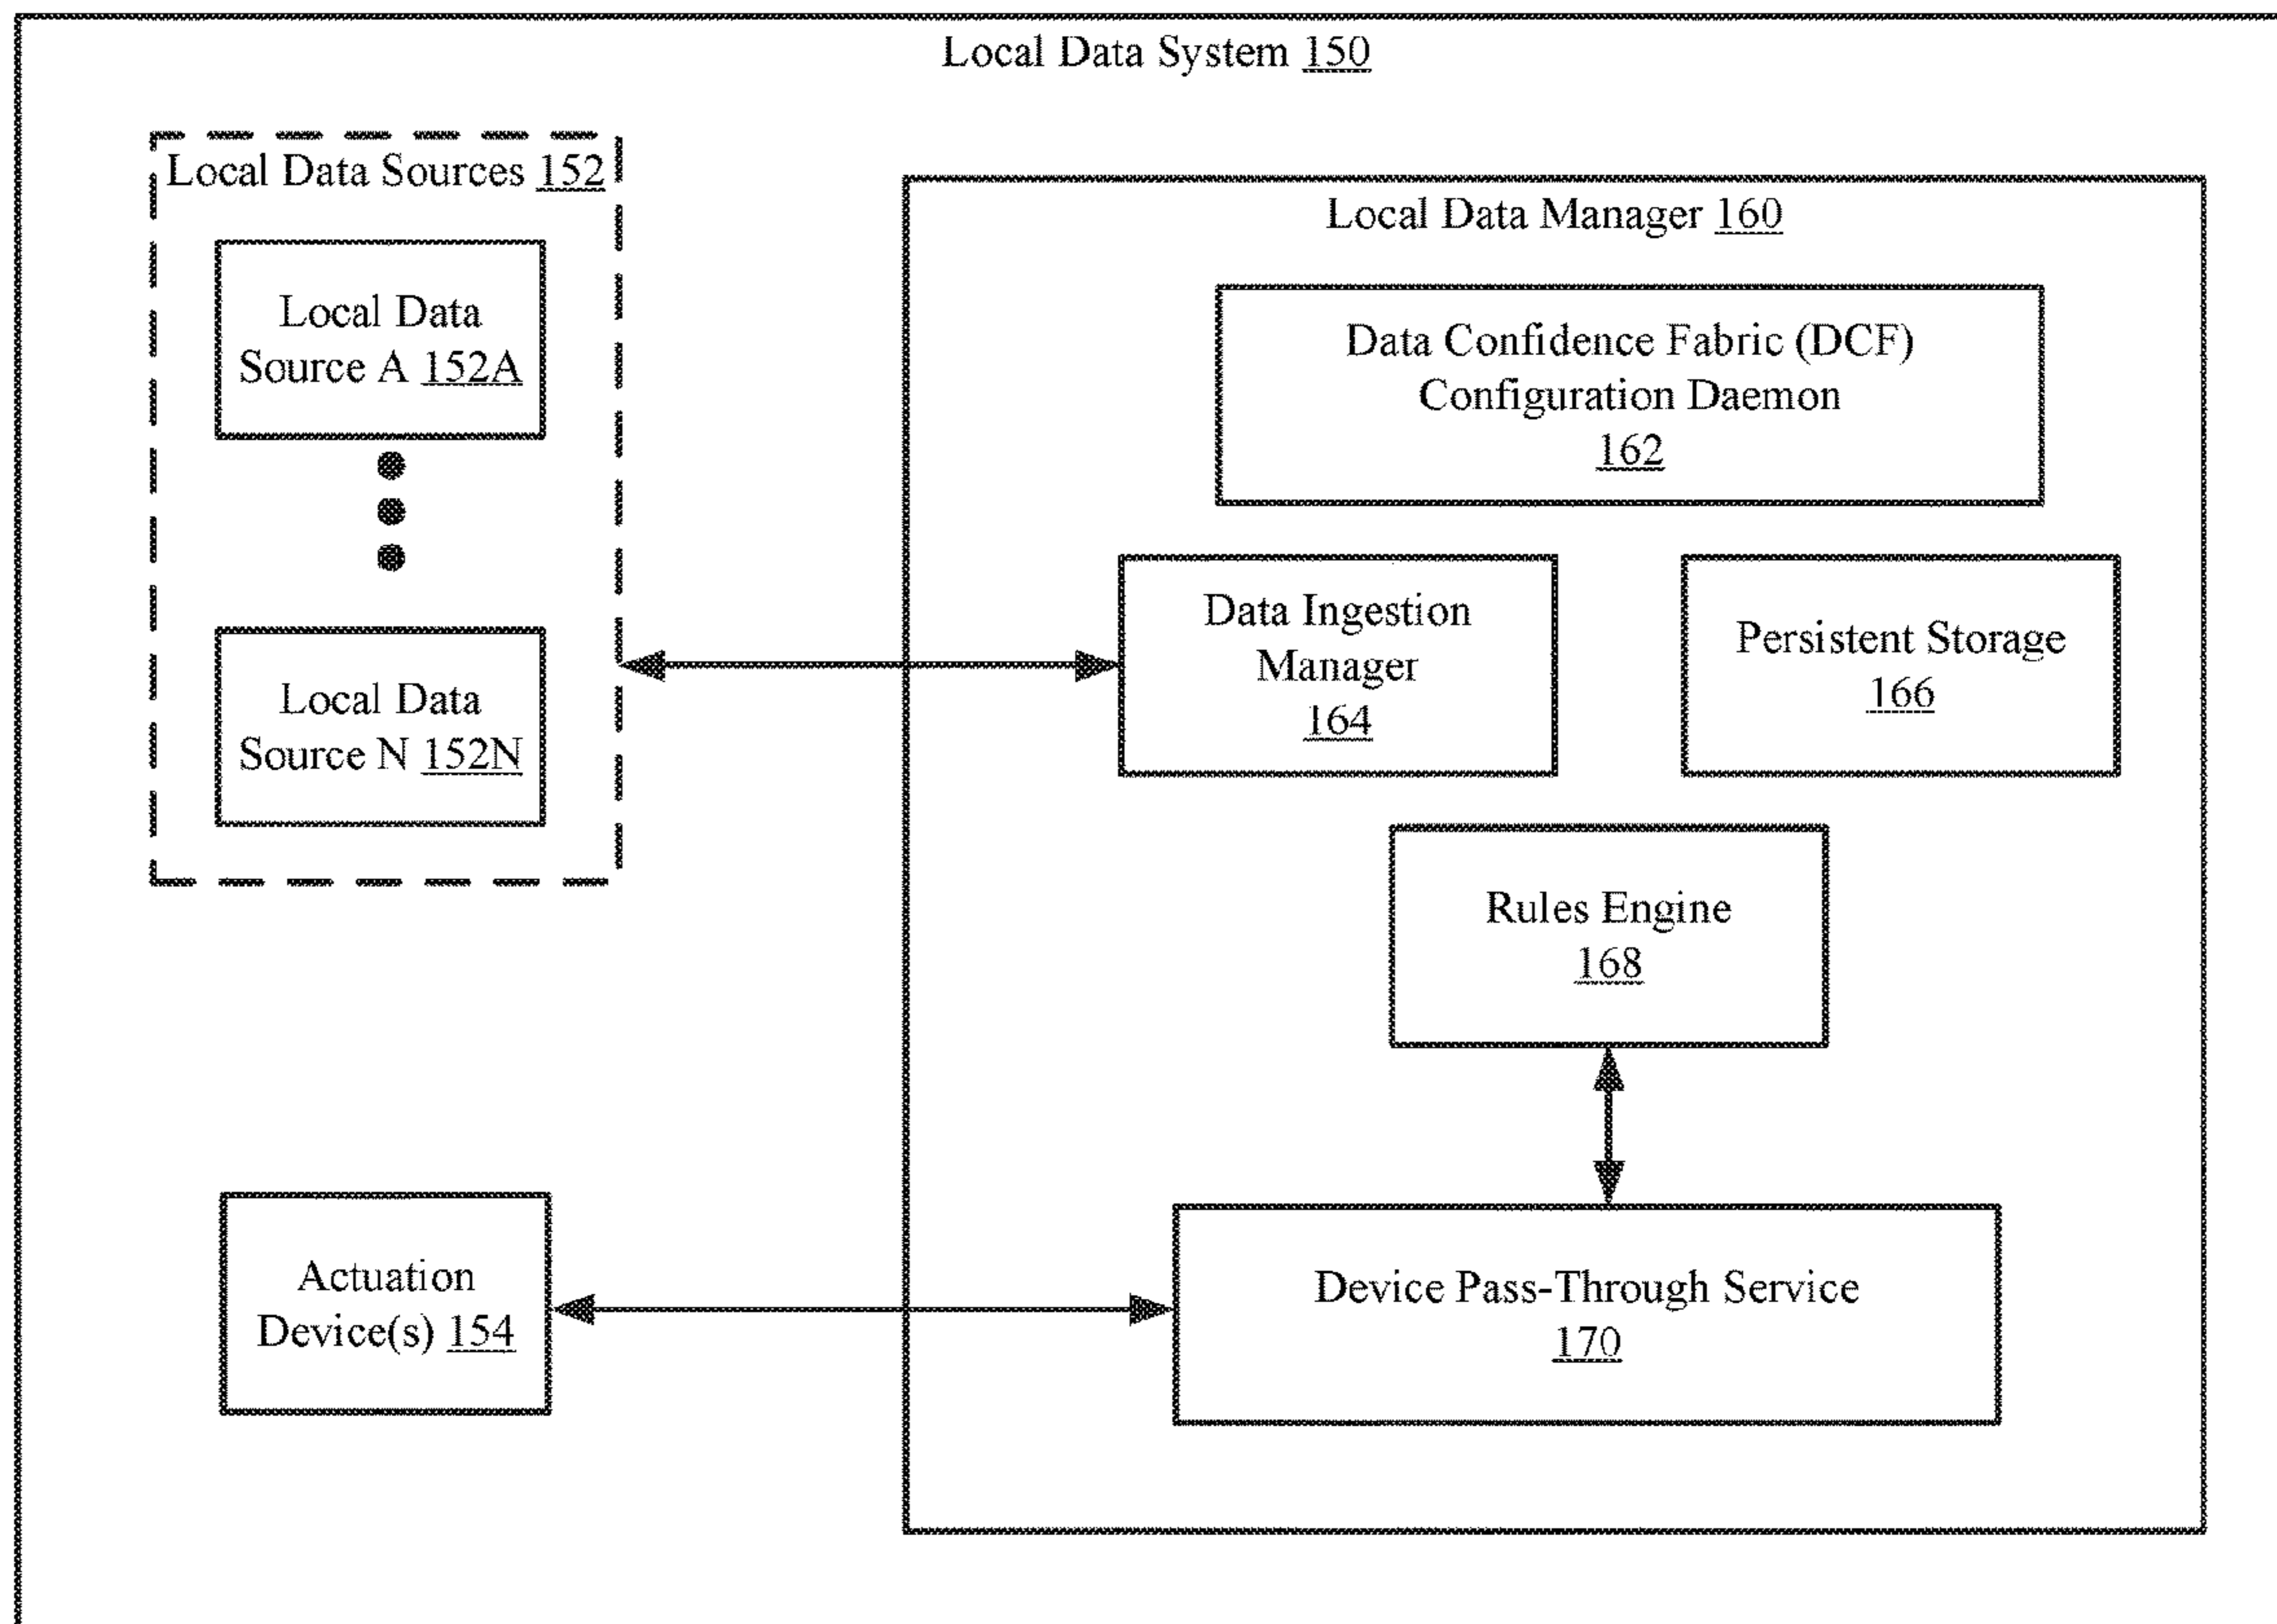 Local Data System 150
Local Data Sources 152
Local Data
Source A 152A
Local Data
Source N 152N
Actuation
Device(s) 154
Local Data Manager 160
Data Confidence Fabric (DCF)
Configuration Daemon
162
Data Ingestion
Manager
164
Persistent Storage
166
Rules Engine
168
Device Pass-Through Service
170